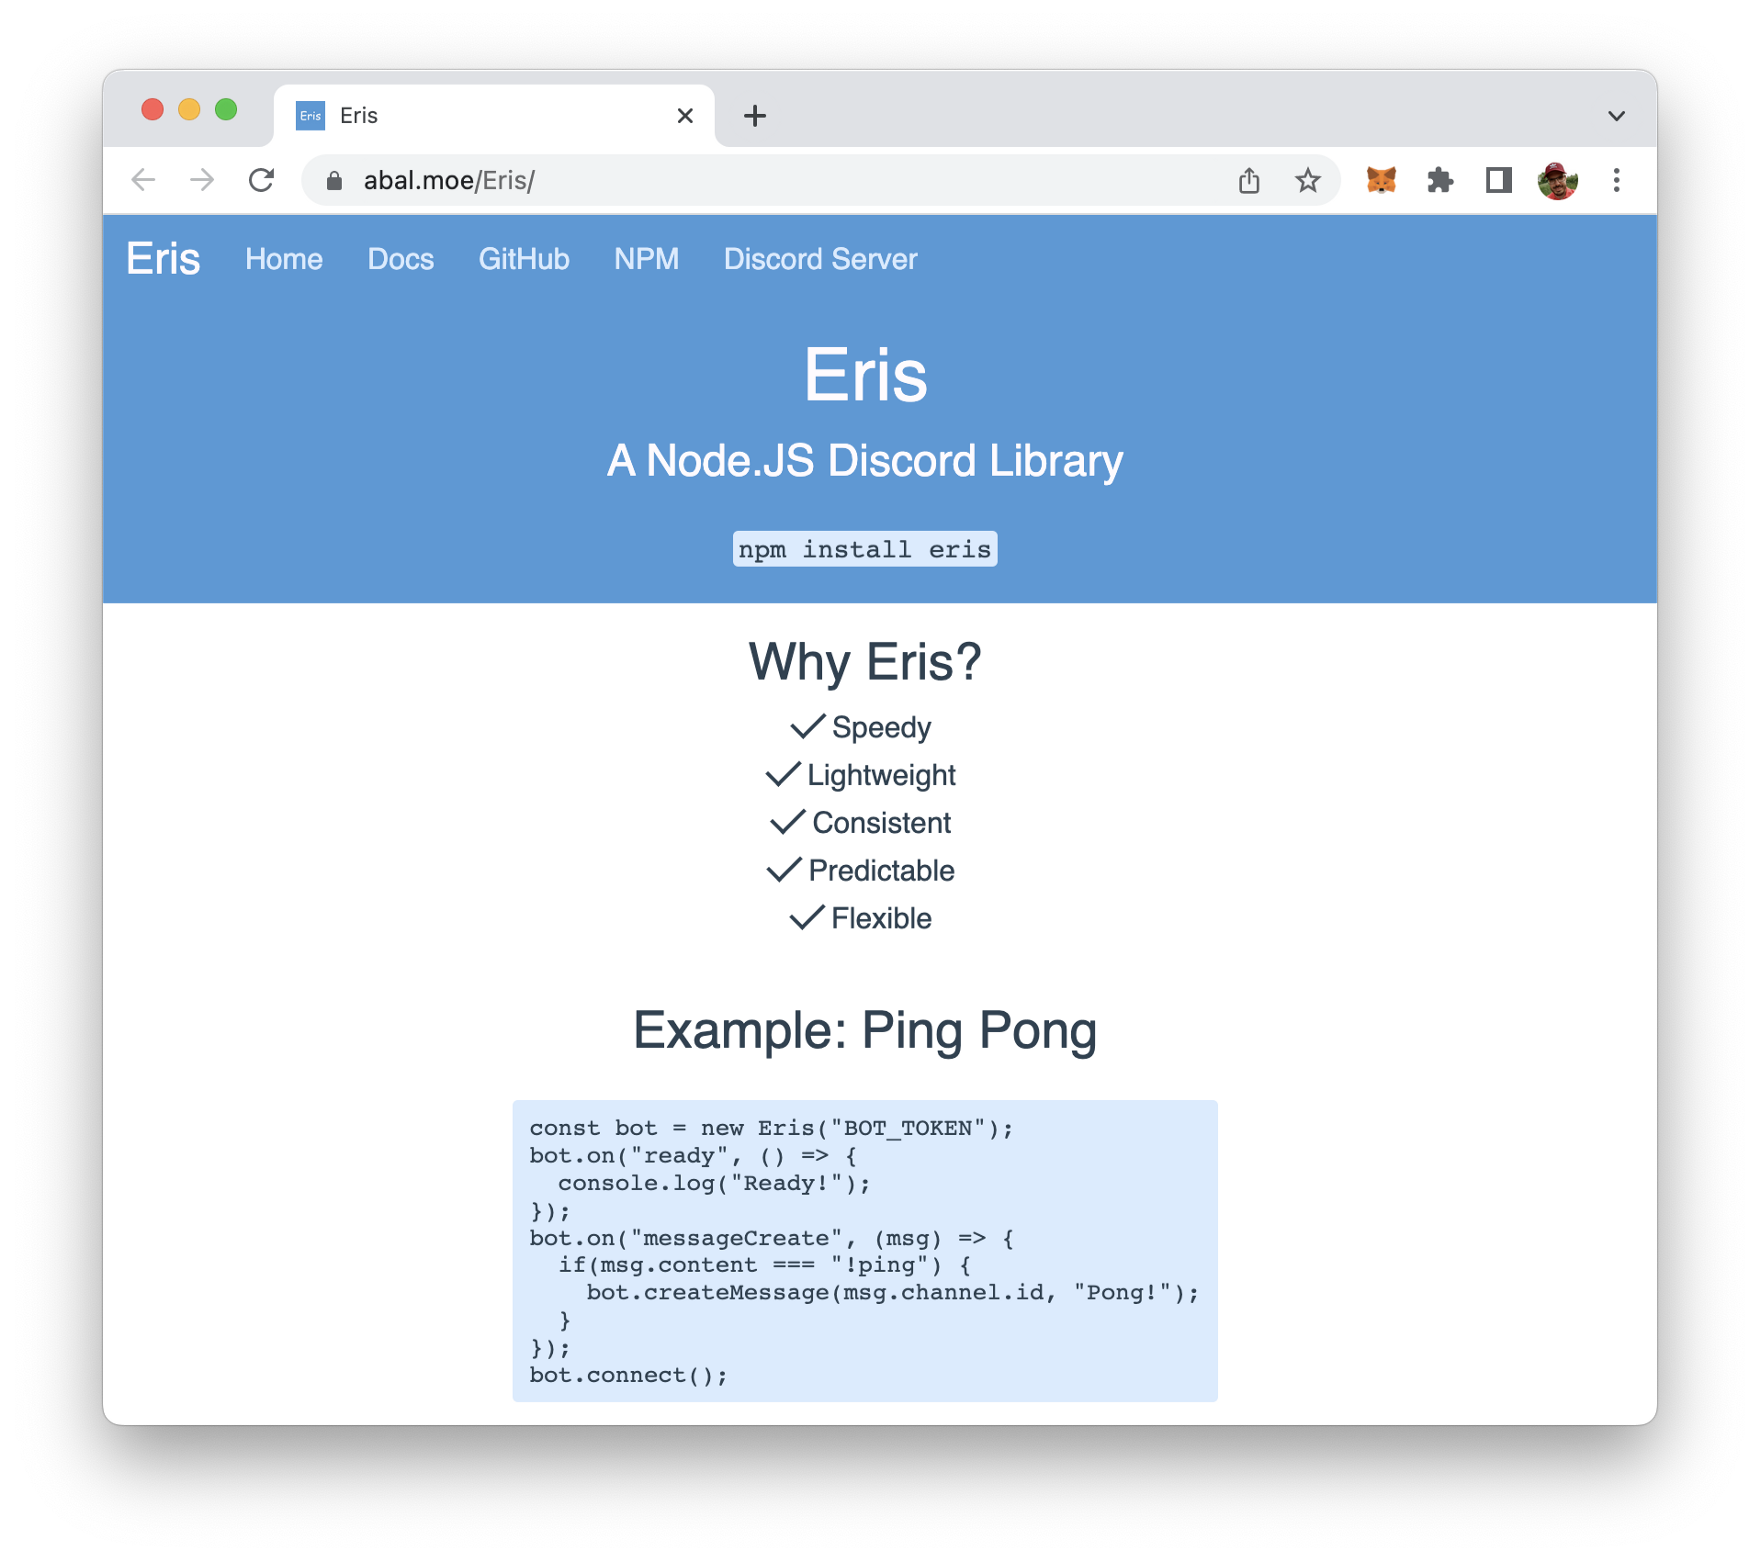 Eris Eris
abal.moe/Eris/
Eris Home Docs GitHub NPM Discord Server
Eris
A Node.JS Discord Library
npm install eris
Why Eris?
Speedy
Lightweight
Consistent
Predictable
Flexible
Example: Ping Pong
const bot = new Eris("BOT_TOKEN");
bot.on("ready", () => {
  console.log("Ready!");
});
bot.on("messageCreate", (msg) => {
  if(msg.content === "!ping") {
    bot.createMessage(msg.channel.id, "Pong!");
  }
});
bot.connect();